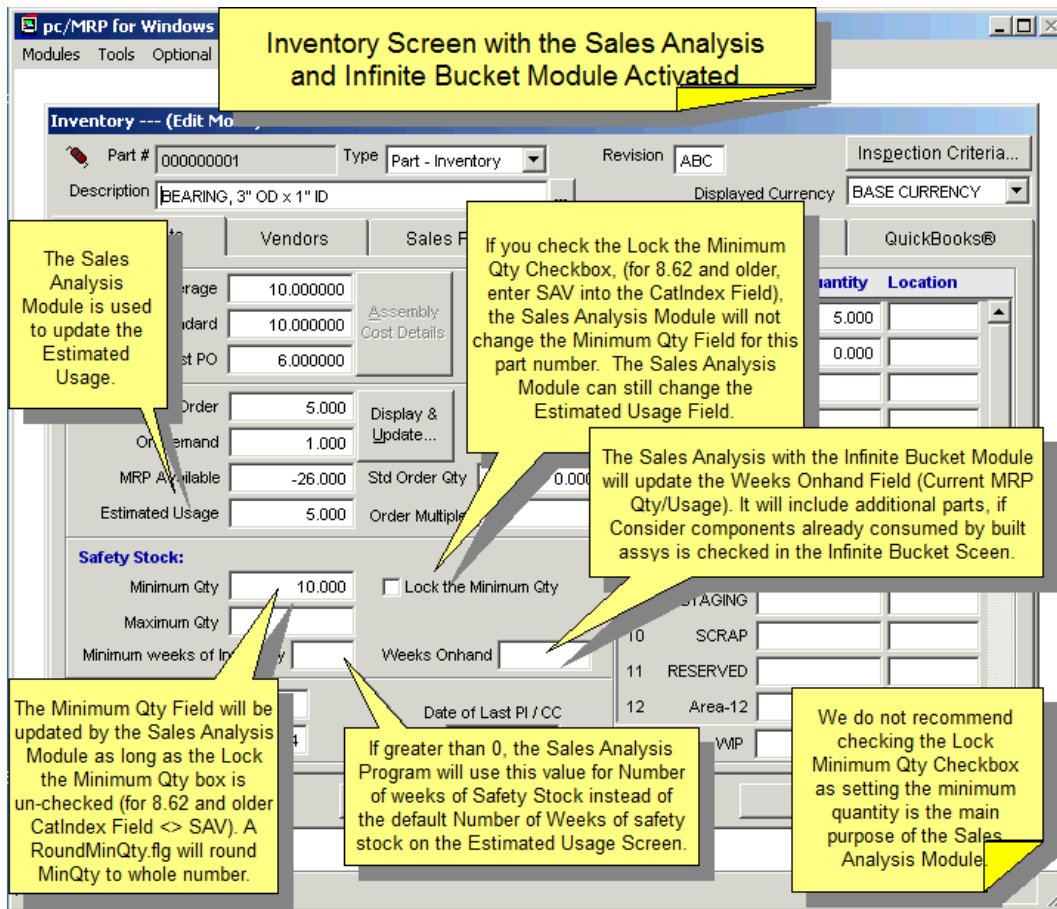 pc/MRP for Windows
Modules Tools Optional
Inventory Screen with the Sales Analysis
and Infinite Bucket Module Activated
Inventory --- (Edit
Part # 000000001 Type Part - Inventory Revision ABC Inspection Criteria...
Description BEARING, 3" OD x 1" ID ... Displayed Currency BASE CURRENCY
Vendors Sales QuickBooks®
The Sales
Analysis
Module is used
to update the
Estimated
Usage.
If you check the Lock the Minimum
Qty Checkbox, (for 8.62 and older,
enter SAV into the CatIndex Field),
the Sales Analysis Module will not
change the Minimum Qty Field for this
part number. The Sales Analysis
Module can still change the
Estimated Usage Field.
10.000000 Assembly
Cost Details
10.000000
PO 6.000000
Location
5.000
0.000
Order 5.000 Display &
Update...
1.000
MRP Available -26.000 Std Order Qty 0.000
Estimated Usage 5.000 Order Multiple
The Sales Analysis with the Infinite Bucket Module
will update the Weeks Onhand Field (Current MRP
Qty/Usage). It will include additional parts, if
Consider components already consumed by built
assys is checked in the Infinite Bucket Sceen.
Safety Stock:
Minimum Qty 10.000 Lock the Minimum Qty
Maximum Qty
Minimum weeks of Weeks Onhand
10 SCRAP
11 RESERVED
12 Area-12
WIP
Date of Last PI / CC
4
The Minimum Qty Field will be
updated by the Sales Analysis
Module as long as the Lock
the Minimum Qty box is
un-checked (for 8.62 and older
CatIndex Field <> SAV). A
RoundMinQty.flg will round
MinQty to whole number.
If greater than 0, the Sales Analysis
Program will use this value for Number
of weeks of Safety Stock instead of
the default Number of Weeks of safety
stock on the Estimated Usage Screen.
We do not recommend
checking the Lock
Minimum Qty Checkbox
as setting the minimum
quantity is the main
purpose of the Sales
Analysis Module.